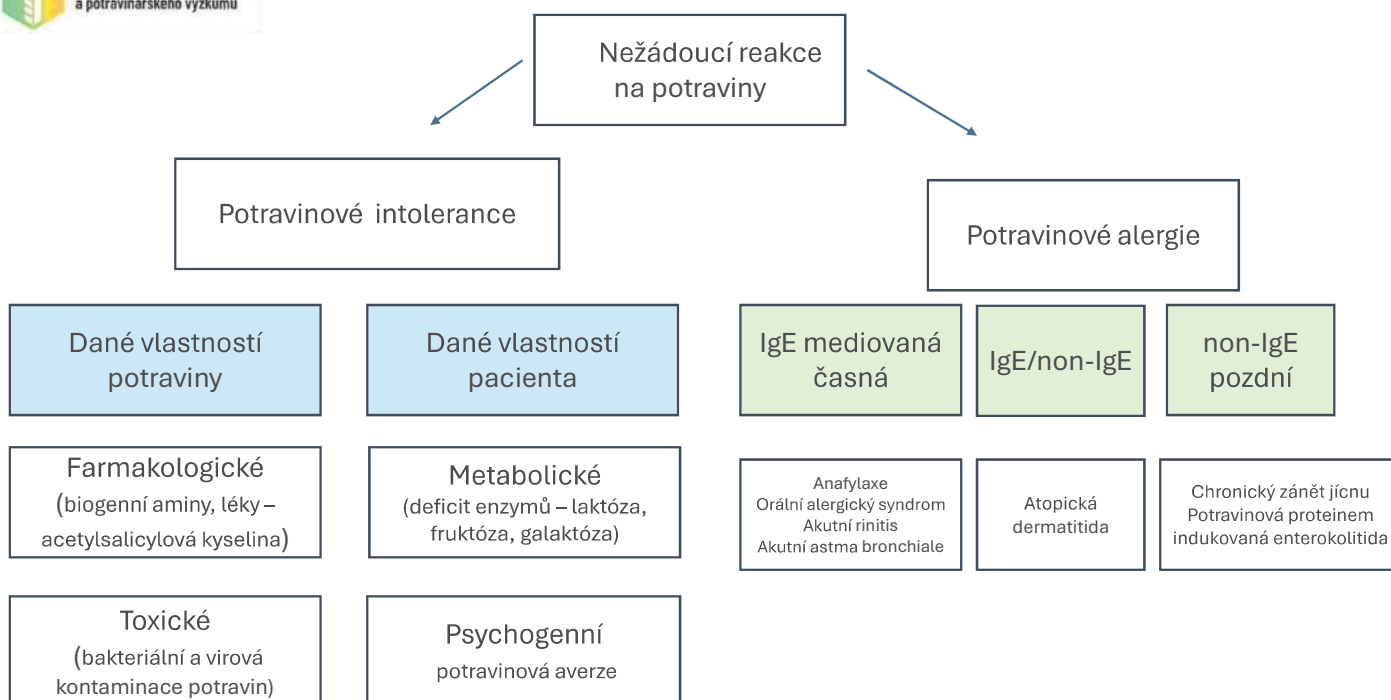 a potravinářského výzkumu
Nežádoucí reakce
na potraviny
Potravinové intolerance
Potravinové alergie
Dané vlastností
potraviny
Dané vlastností
pacienta
IgE mediovaná
časná
IgE/non-IgE
non-IgE
pozdní
Farmakologické
(biogenní aminy, léky –
acetylsalicylová kyselina)
Metabolické
(deficit enzymů – laktóza,
fruktóza, galaktóza)
Anafylaxe
Orální alergický syndrom
Akutní rinitis
Akutní astma bronchiale
Atopická
dermatitida
Chronický zánět jícnu
Potravinová proteinem
indukovaná enterokolitida
Toxické
(bakteriální a virová
kontaminace potravin)
Psychogenní
potravinová averze